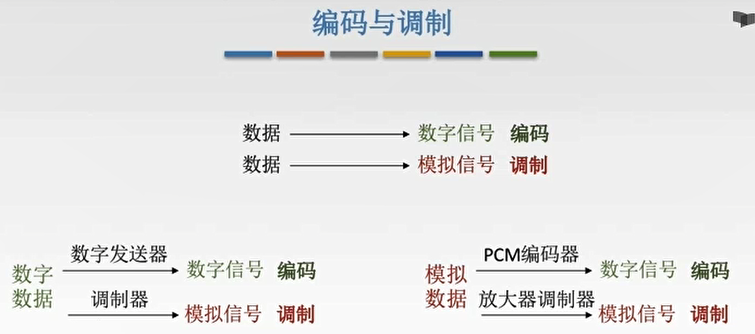 编码与调制
数据 数字信号 编码
数据 模拟信号 调制
数字发送器
数字数据
数字信号 编码
调制器
模拟信号 调制
PCM编码器
模拟数据
数字信号 编码
放大器调制器
模拟信号 调制